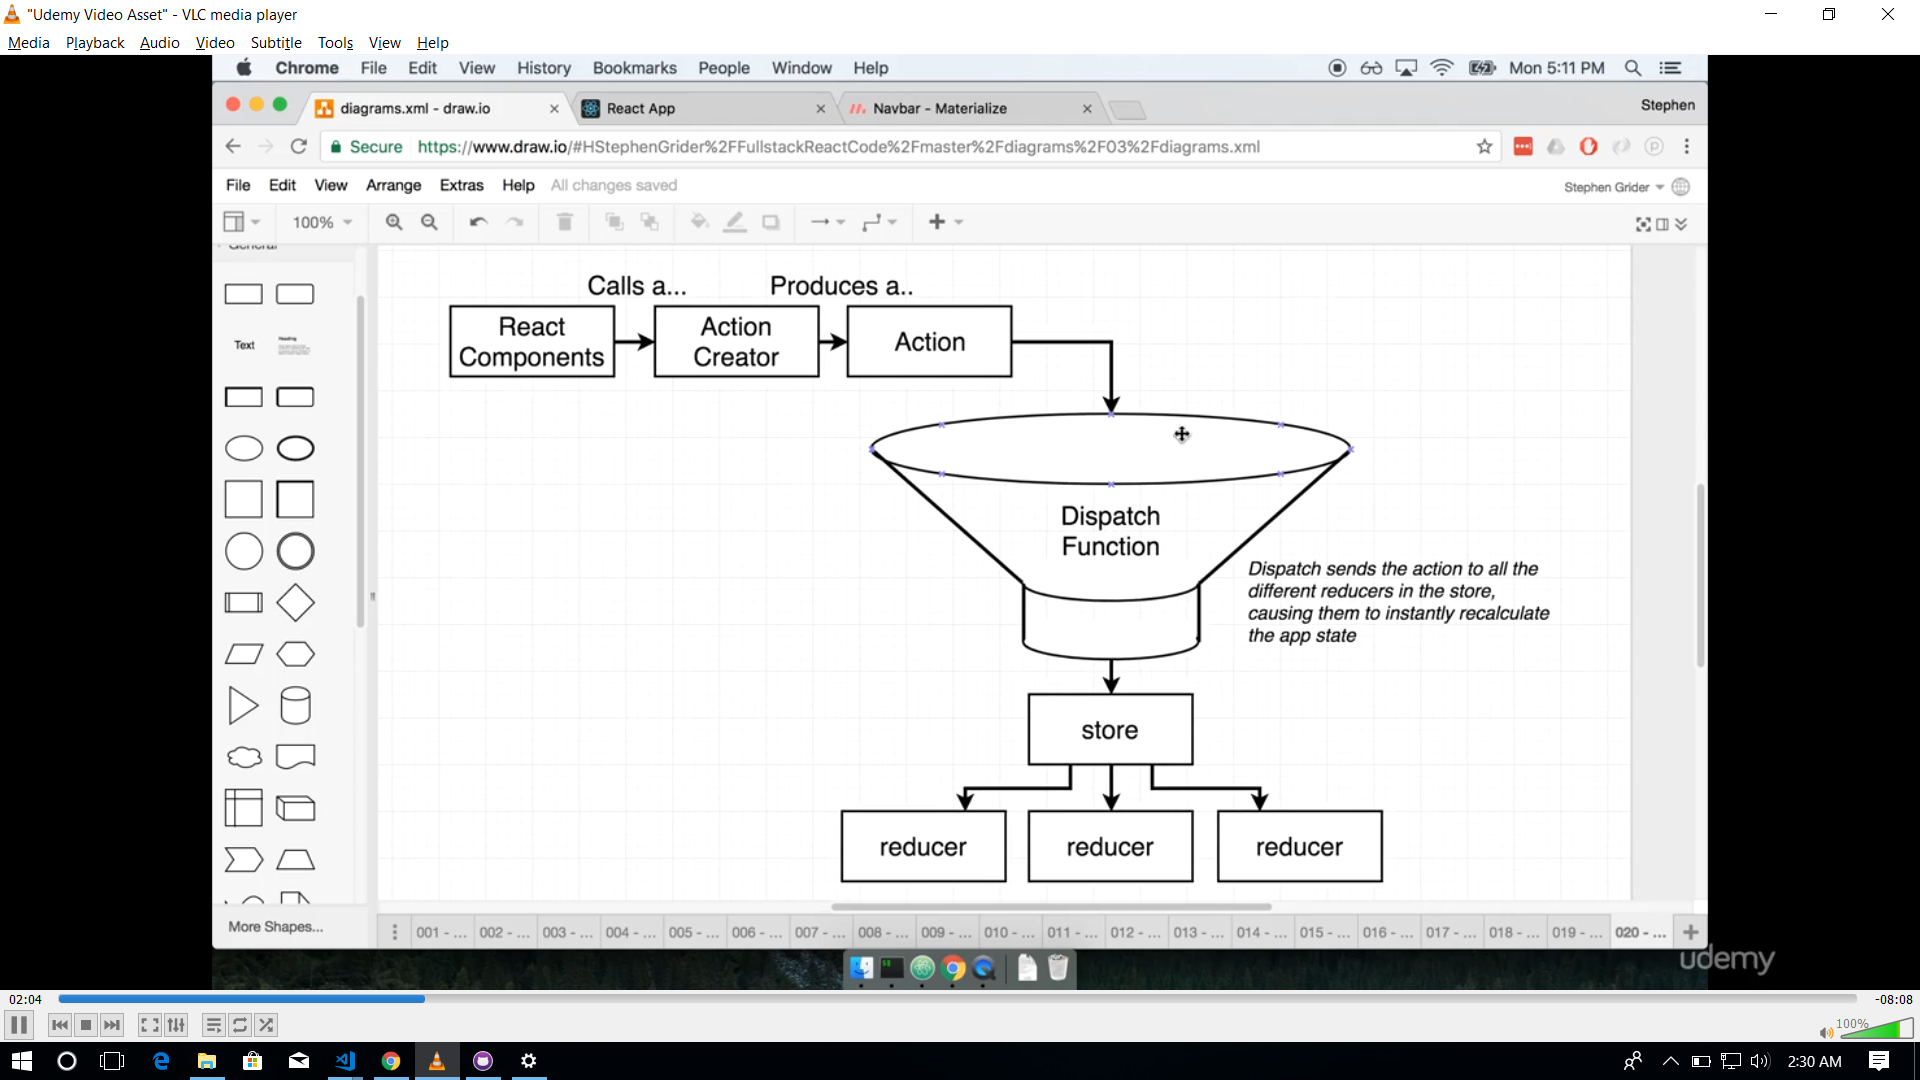 "Udemy Video Asset" - VLC media player
Media Playback Audio Video Subtitle Tools View Help
Chrome File Edit View History Bookmarks People Window Help Mon 5:11 PM
diagrams.xml - draw.io React App Navbar - Materialize Stephen
Secure https://www.draw.io/#HStephenGrider%2FFullstackReactCode%2Fmaster%2Fdiagrams%2F03%2Fdiagrams.xml
File Edit View Arrange Extras Help All changes saved Stephen Grider
100%
General
Calls a... Produces a..
React
Components
Action
Creator
Action
Text
Heading
Dispatch
Function
Dispatch sends the action to all the
different reducers in the store,
causing them to instantly recalculate
the app state
store
reducer reducer reducer
More Shapes...
001 - ... 002 - ... 003 - ... 004 - ... 005 - ... 006 - ... 007 - ... 008 - ... 009 - ... 010 - ... 011 - ... 012 - ... 013 - ... 014 - ... 015 - ... 016 - ... 017 - ... 018 - ... 019 - ... 020 - ...
udemy
02:04 -08:08
100%
2:30 AM